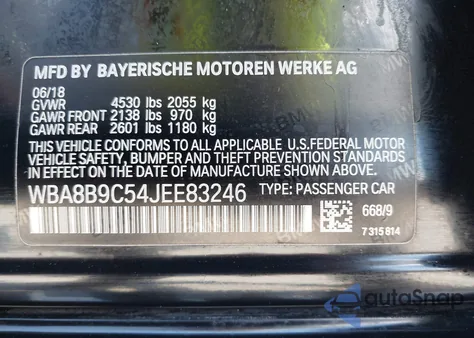 MFD BY BAYERISCHE MOTOREN WERKE AG
06/18
GVWR 4530 lbs 2055 kg
GAWR FRONT 2138 lbs 970 kg
GAWR REAR 2601 lbs 1180 kg
THIS VEHICLE CONFORMS TO ALL APPLICABLE U.S.FEDERAL MOTOR
VEHICLE SAFETY, BUMPER,AND THEFT PREVENTION STANDARDS
IN EFFECT ON THE DATE OF MANUFACTURE SHOWN ABOVE.
WBA8B9C54JEE83246 TYPE: PASSENGER CAR
668/9
7 315 814
autoSnap